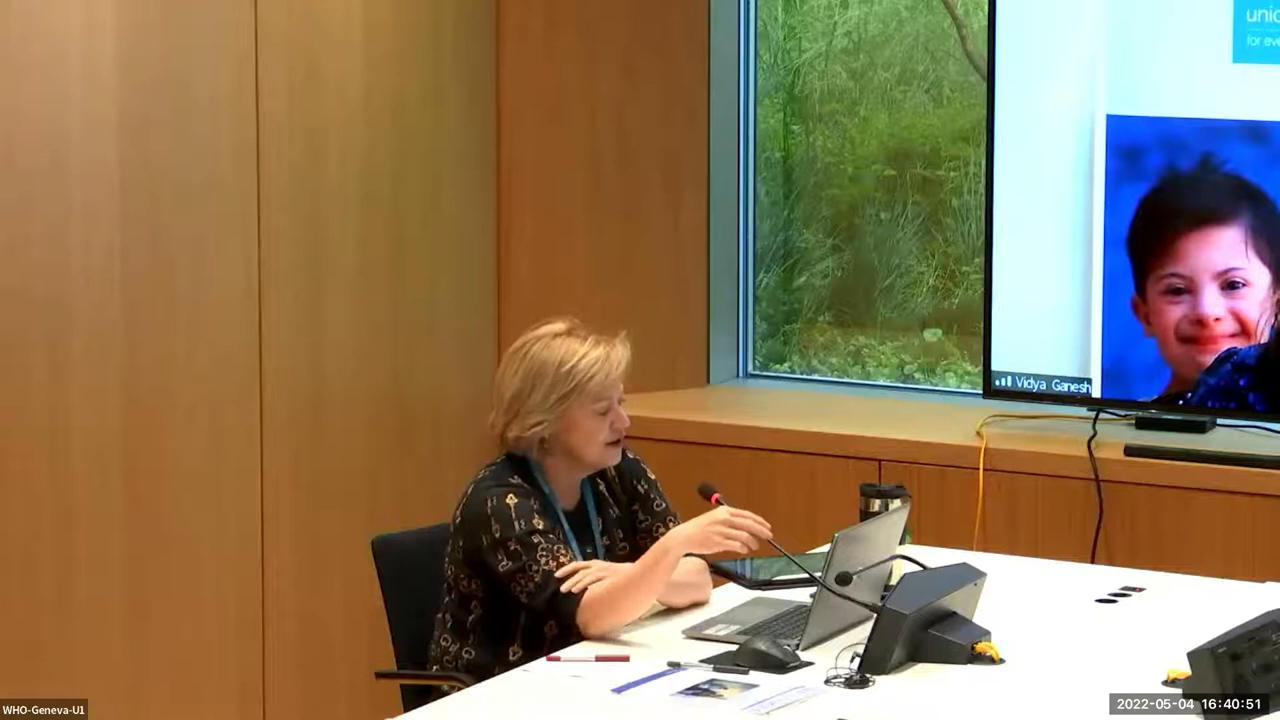 unic
for eve
Vidya Ganesh
WHO-Geneva-U1
2022-05-04 16:40:51